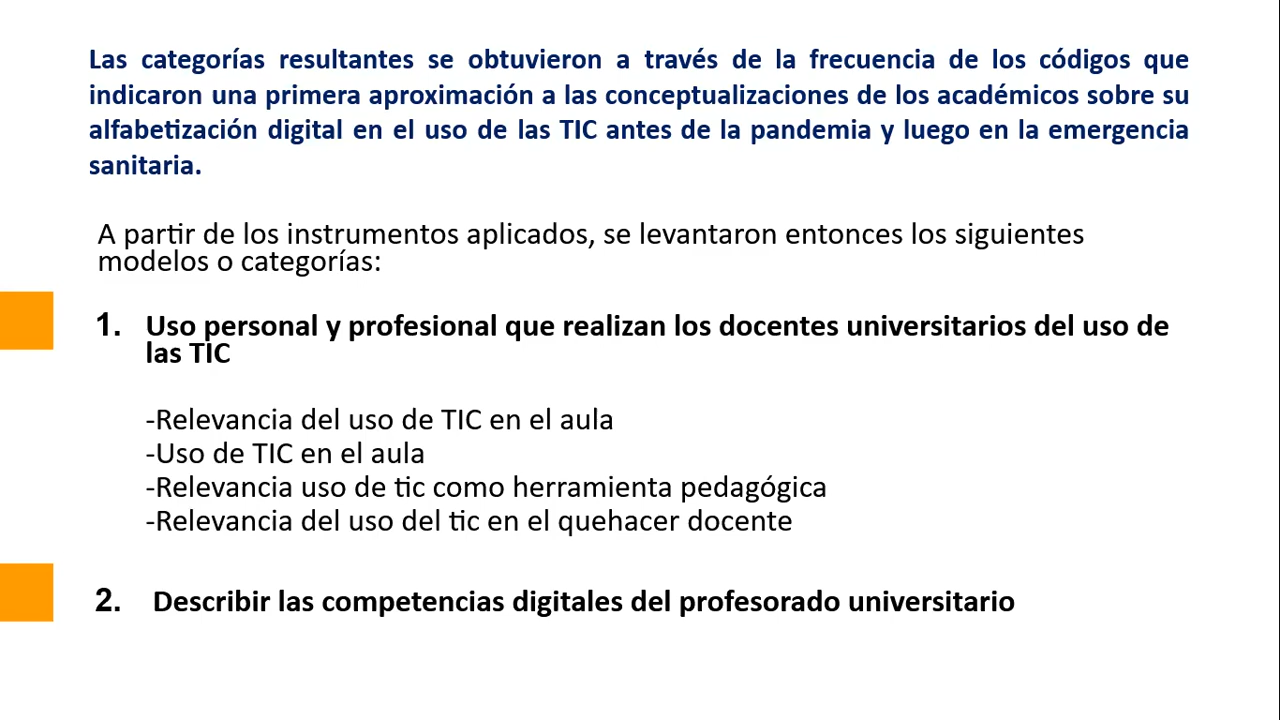 Las categorías resultantes se obtuvieron a través de la frecuencia de los códigos que
indicaron una primera aproximación a las conceptualizaciones de los académicos sobre su
alfabetización digital en el uso de las TIC antes de la pandemia y luego en la emergencia
sanitaria.
A partir de los instrumentos aplicados, se levantaron entonces los siguientes
modelos o categorías:
1. Uso personal y profesional que realizan los docentes universitarios del uso de
las TIC
-Relevancia del uso de TIC en el aula
-Uso de TIC en el aula
-Relevancia uso de tic como herramienta pedagógica
-Relevancia del uso del tic en el quehacer docente
2. Describir las competencias digitales del profesorado universitario